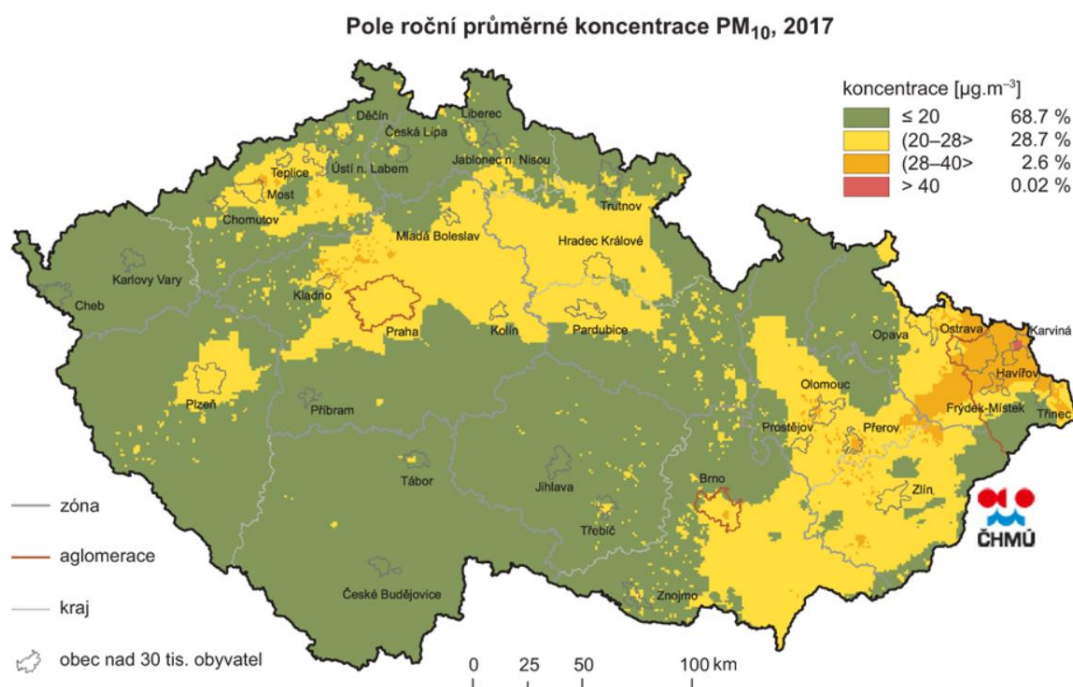 Pole roční průměrné koncentrace PM₁₀, 2017
koncentrace [µg.m⁻³]
≤ 20 68.7 %
(20–28> 28.7 %
(28–40> 2.6 %
> 40 0.02 %
Děčín
Liberec
Česká Lípa
Jablonec n. Nisou
Teplice
Ústí n. Labem
Most
Chomutov
Trutnov
Mladá Boleslav
Hradec Králové
Karlovy Vary
Kladno
Cheb
Praha
Kolín
Pardubice
Opava
Ostrava
Karviná
Havířov
Olomouc
Plzeň
Příbram
Frýdek-Místek
Třinec
Prostějov
Přerov
Tábor
Jihlava
Brno
Zlín
Třebíč
České Budějovice
Znojmo
ČHMÚ
zóna
aglomerace
kraj
obec nad 30 tis. obyvatel
0 25 50 100 km